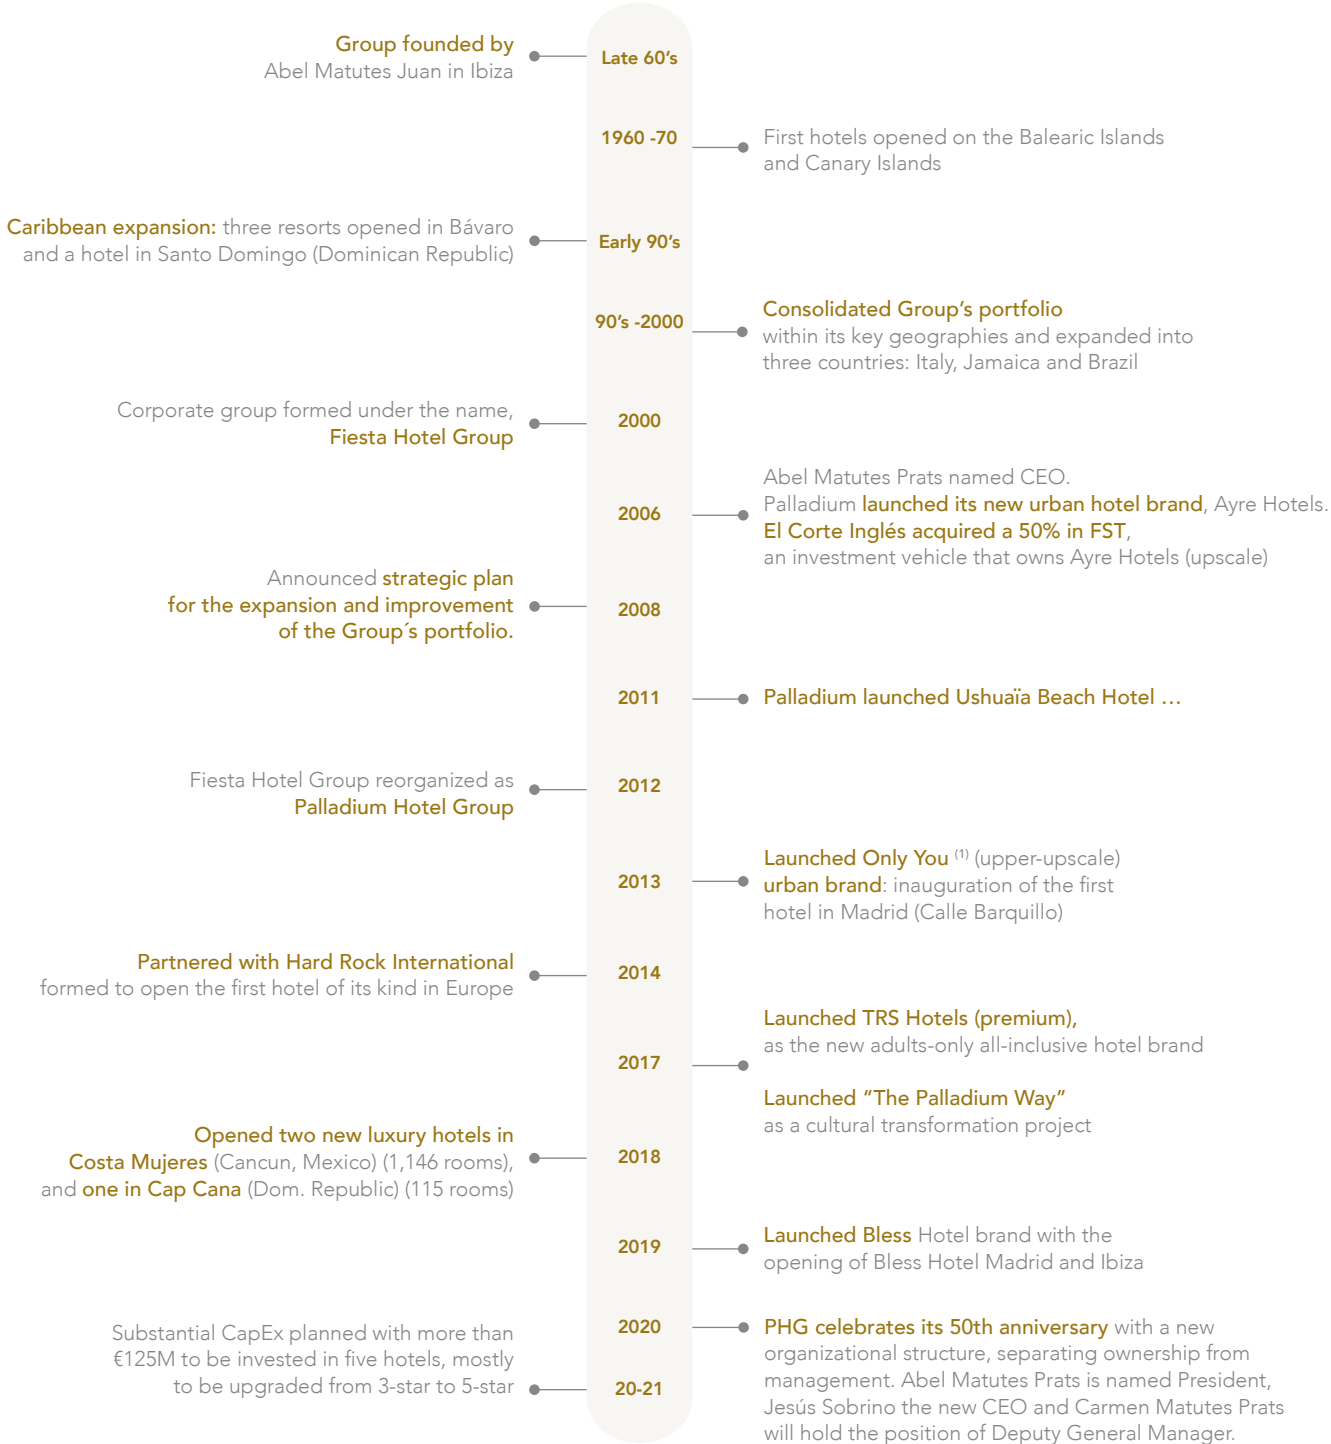 Group founded by
Abel Matutes Juan in Ibiza
Late 60’s
1960 -70
First hotels opened on the Balearic Islands
and Canary Islands
Caribbean expansion: three resorts opened in Bávaro
and a hotel in Santo Domingo (Dominican Republic)
Early 90’s
90’s -2000
Consolidated Group’s portfolio
within its key geographies and expanded into
three countries: Italy, Jamaica and Brazil
Corporate group formed under the name,
Fiesta Hotel Group
2000
2006
Abel Matutes Prats named CEO.
Palladium launched its new urban hotel brand, Ayre Hotels.
El Corte Inglés acquired a 50% in FST,
an investment vehicle that owns Ayre Hotels (upscale)
Announced strategic plan
for the expansion and improvement
of the Group´s portfolio.
2008
2011
Palladium launched Ushuaïa Beach Hotel …
Fiesta Hotel Group reorganized as
Palladium Hotel Group
2012
2013
Launched Only You (1) (upper-upscale)
urban brand: inauguration of the first
hotel in Madrid (Calle Barquillo)
Partnered with Hard Rock International
formed to open the first hotel of its kind in Europe
2014
2017
Launched TRS Hotels (premium),
as the new adults-only all-inclusive hotel brand
Launched “The Palladium Way”
as a cultural transformation project
Opened two new luxury hotels in
Costa Mujeres (Cancun, Mexico) (1,146 rooms),
and one in Cap Cana (Dom. Republic) (115 rooms)
2018
2019
Launched Bless Hotel brand with the
opening of Bless Hotel Madrid and Ibiza
2020
PHG celebrates its 50th anniversary with a new
organizational structure, separating ownership from
management. Abel Matutes Prats is named President,
Jesús Sobrino the new CEO and Carmen Matutes Prats
will hold the position of Deputy General Manager.
Substantial CapEx planned with more than
€125M to be invested in five hotels, mostly
to be upgraded from 3-star to 5-star
20-21